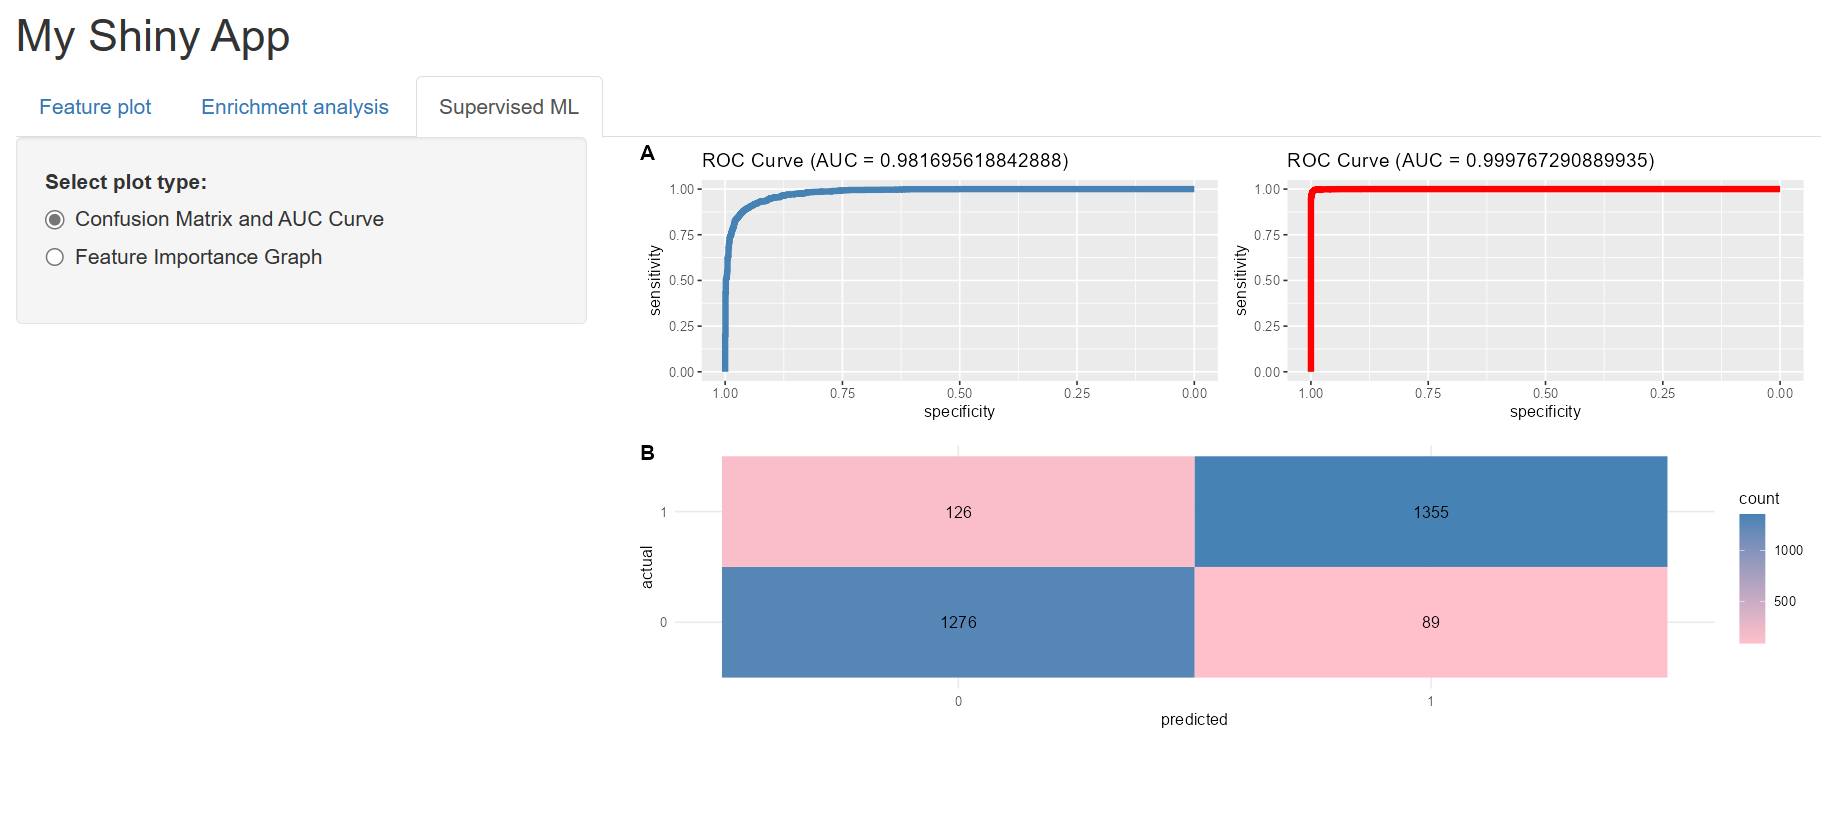 My Shiny App
Feature plot
Enrichment analysis
Supervised ML
Select plot type:
Confusion Matrix and AUC Curve
Feature Importance Graph
A
ROC Curve (AUC = 0.981695618842888)
1.00
0.75
0.50
0.25
0.00
sensitivity
1.00 0.75 0.50 0.25 0.00
specificity
ROC Curve (AUC = 0.999767290889935)
1.00
0.75
0.50
0.25
0.00
sensitivity
1.00 0.75 0.50 0.25 0.00
specificity
B
1
0
actual
126 1355
1276 89
0 1
predicted
count
1000
500